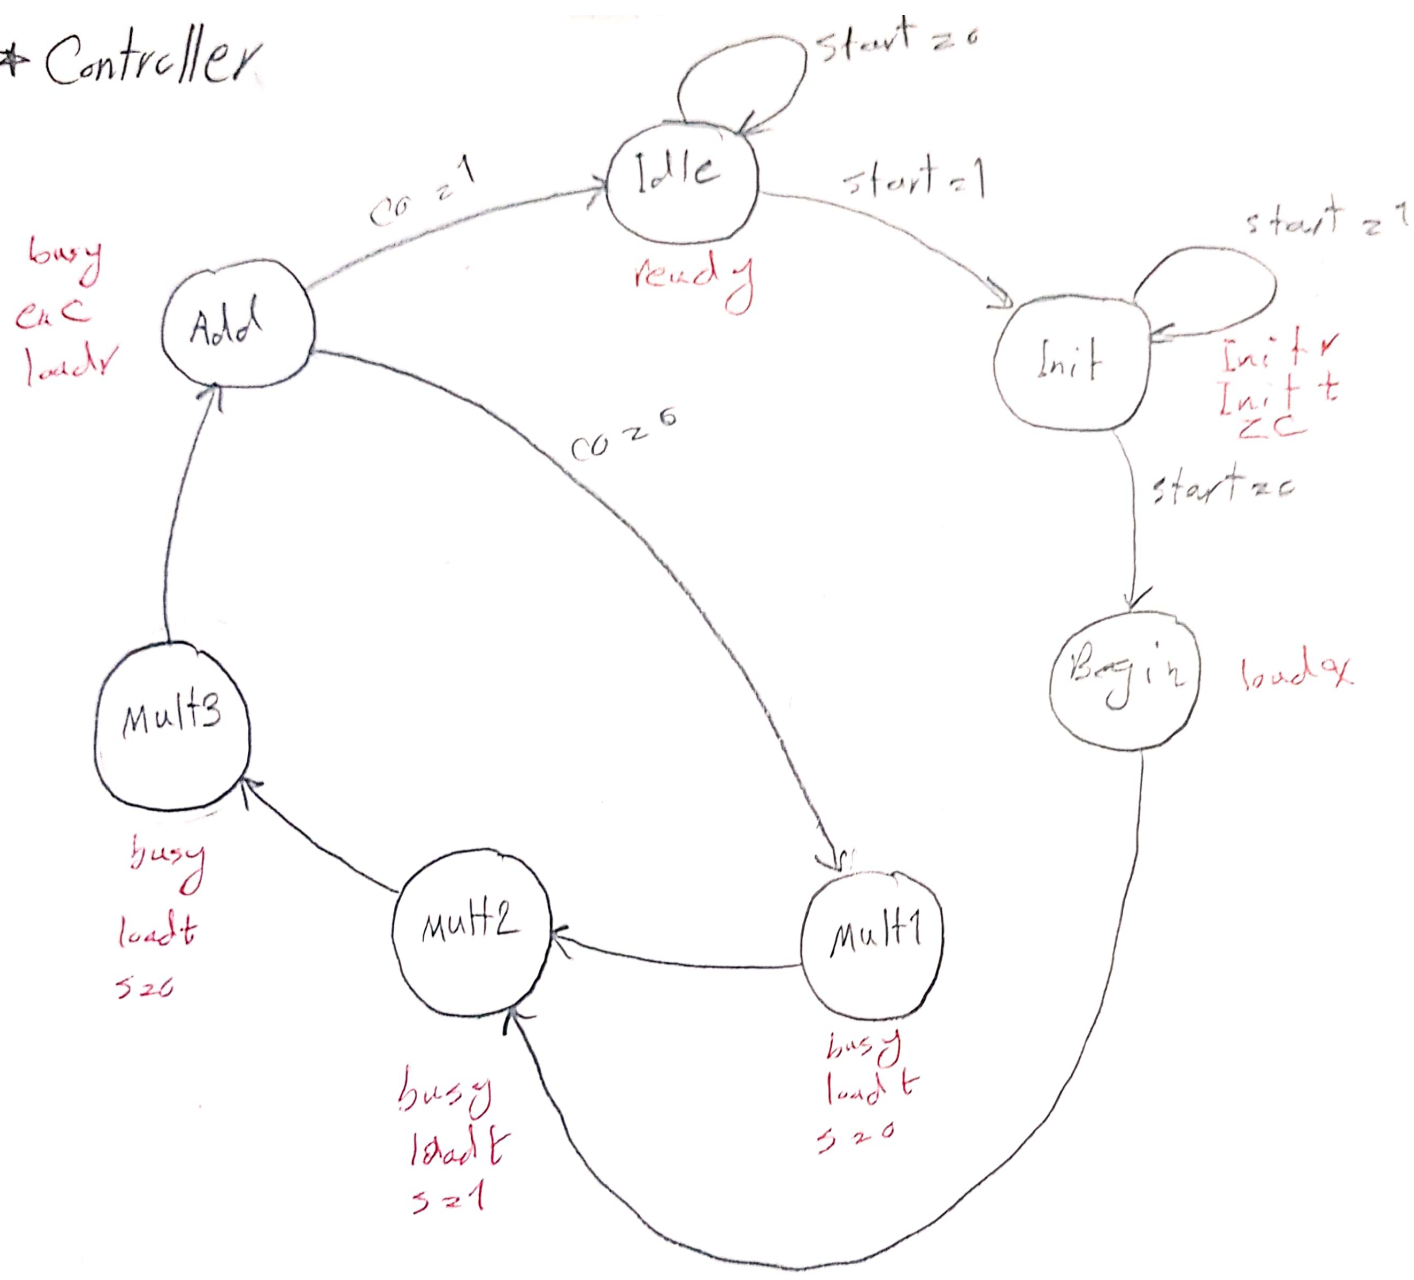 * Controller
start = 0
Idle
ready
start = 1
co = 1
start = 1
Init
Init r
Init t
zc
busy
enc
loadr
Add
co = 0
start = 0
Begin
loadx
Mult3
busy
loadt
s = 0
Mult2
busy
loadt
s = 1
Mult1
busy
loadt
s = 0